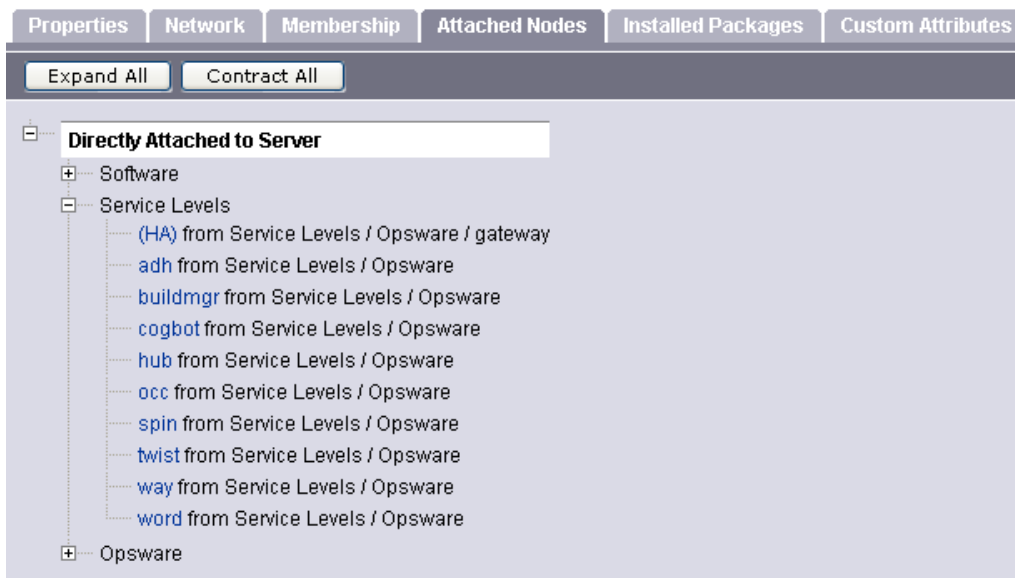 Properties Network Membership Attached Nodes Installed Packages Custom Attributes
Expand All Contract All
Directly Attached to Server
Software
Service Levels
(HA) from Service Levels / Opsware / gateway
adh from Service Levels / Opsware
buildmgr from Service Levels / Opsware
cogbot from Service Levels / Opsware
hub from Service Levels / Opsware
occ from Service Levels / Opsware
spin from Service Levels / Opsware
twist from Service Levels / Opsware
way from Service Levels / Opsware
word from Service Levels / Opsware
Opsware